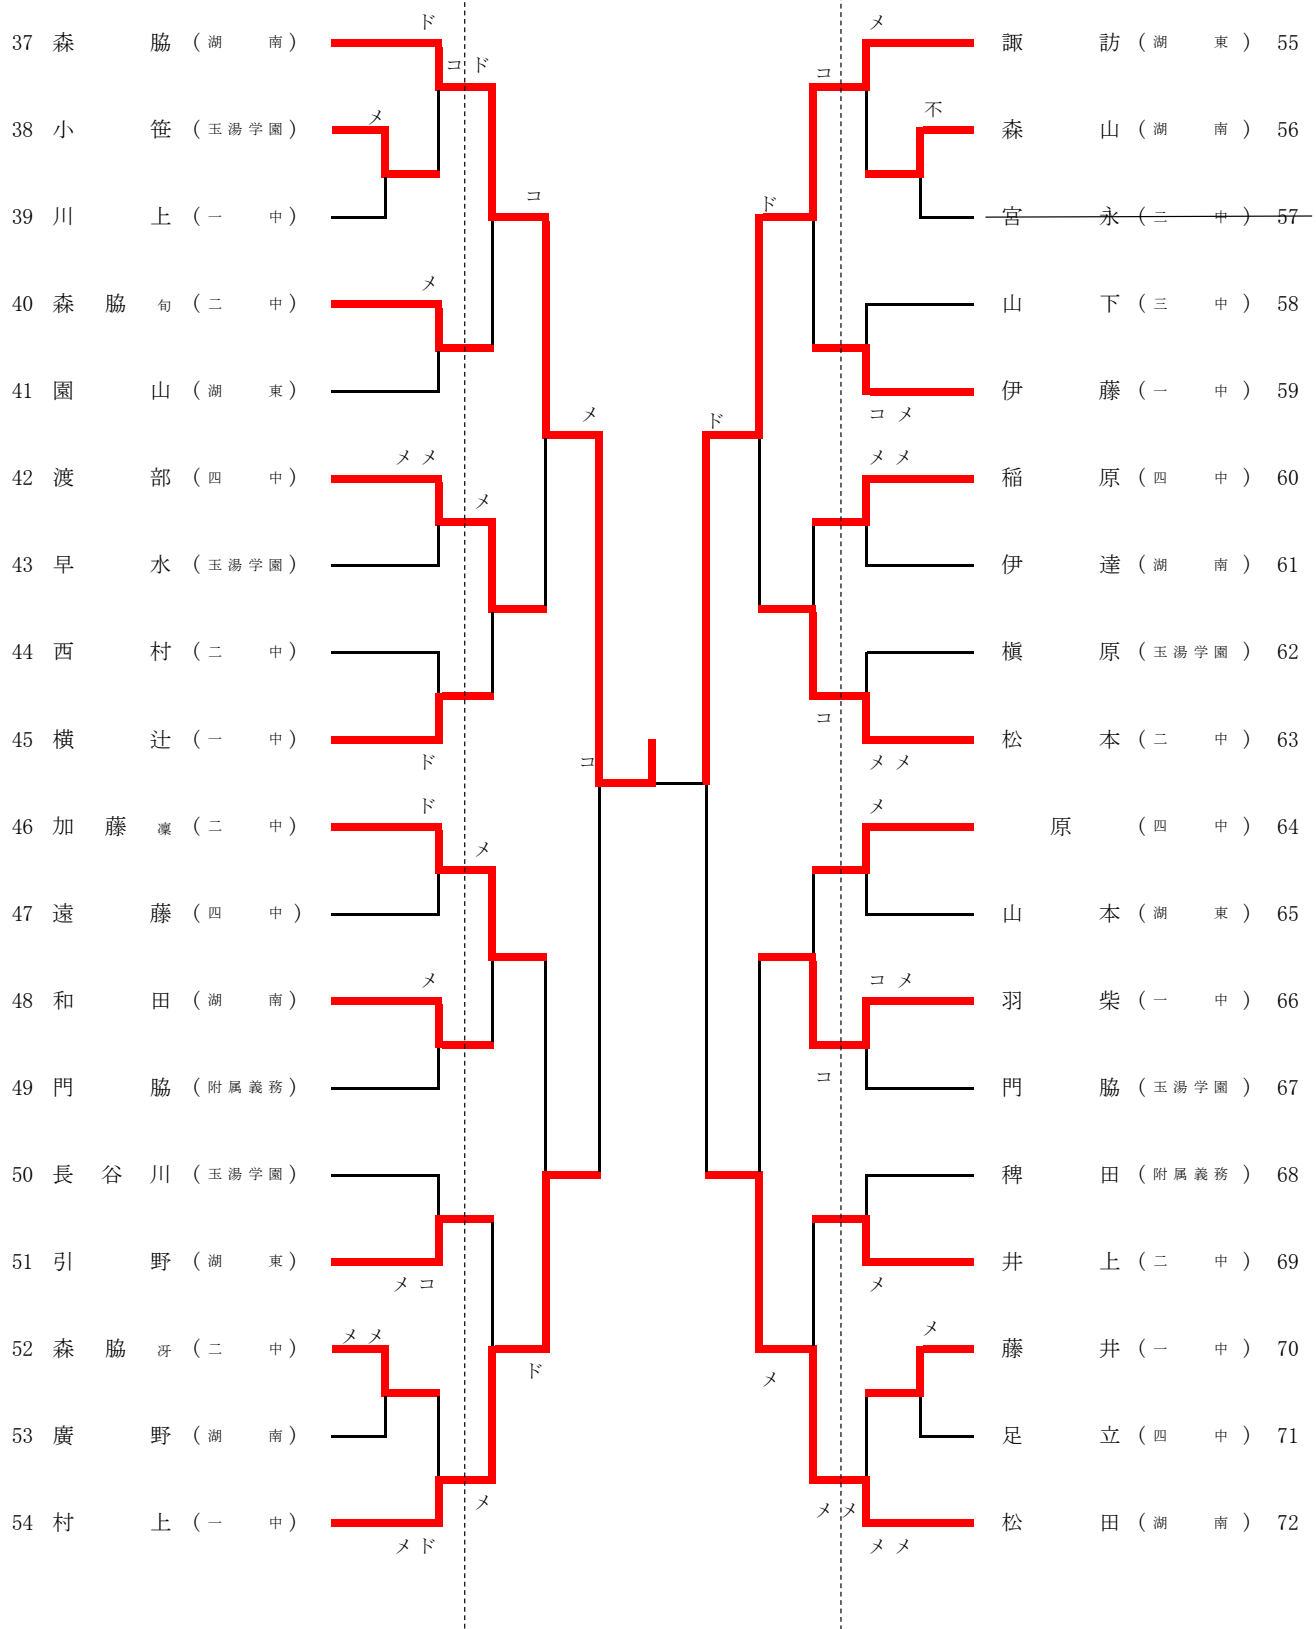 ド メ
37 森 脇 (湖 南) 諏 訪 (湖 東) 55
コ ド コ
メ 不
38 小 笹 (玉湯学園) 森 山 (湖 南) 56
39 川 上 (一 中) コ ド 宮 永 (二 中) 57
メ
40 森 脇 旬 (二 中) 山 下 (三 中) 58
41 園 山 (湖 東) 伊 藤 (一 中) 59
メ ド コ メ
メ メ メ メ
42 渡 部 (四 中) 稲 原 (四 中) 60
メ
43 早 水 (玉湯学園) 伊 達 (湖 南) 61
44 西 村 (二 中) 槇 原 (玉湯学園) 62
コ
45 横 辻 (一 中) 松 本 (二 中) 63
ド コ メ メ
ド メ
46 加 藤 凜 (二 中) 原 (四 中) 64
メ
47 遠 藤 (四 中) 山 本 (湖 東) 65
メ コ メ
48 和 田 (湖 南) 羽 柴 (一 中) 66
コ
49 門 脇 (附属義務) 門 脇 (玉湯学園) 67
50 長 谷 川 (玉湯学園) 稗 田 (附属義務) 68
51 引 野 (湖 東) 井 上 (二 中) 69
メ コ メ
メ メ メ
52 森 脇 冴 (二 中) 藤 井 (一 中) 70
ド メ
53 廣 野 (湖 南) 足 立 (四 中) 71
メ メ メ
54 村 上 (一 中) 松 田 (湖 南) 72
メ ド メ メ